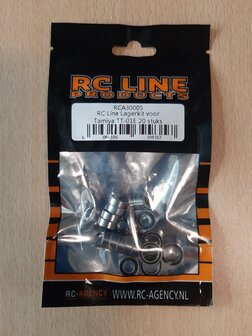 RC LINE
PRODUCTS
RCA30005
RC Line Lagerkit voor
Tamiya TT-01E 20 stuks
RC-AGENCY
WWW.RC-AGENCY.NL